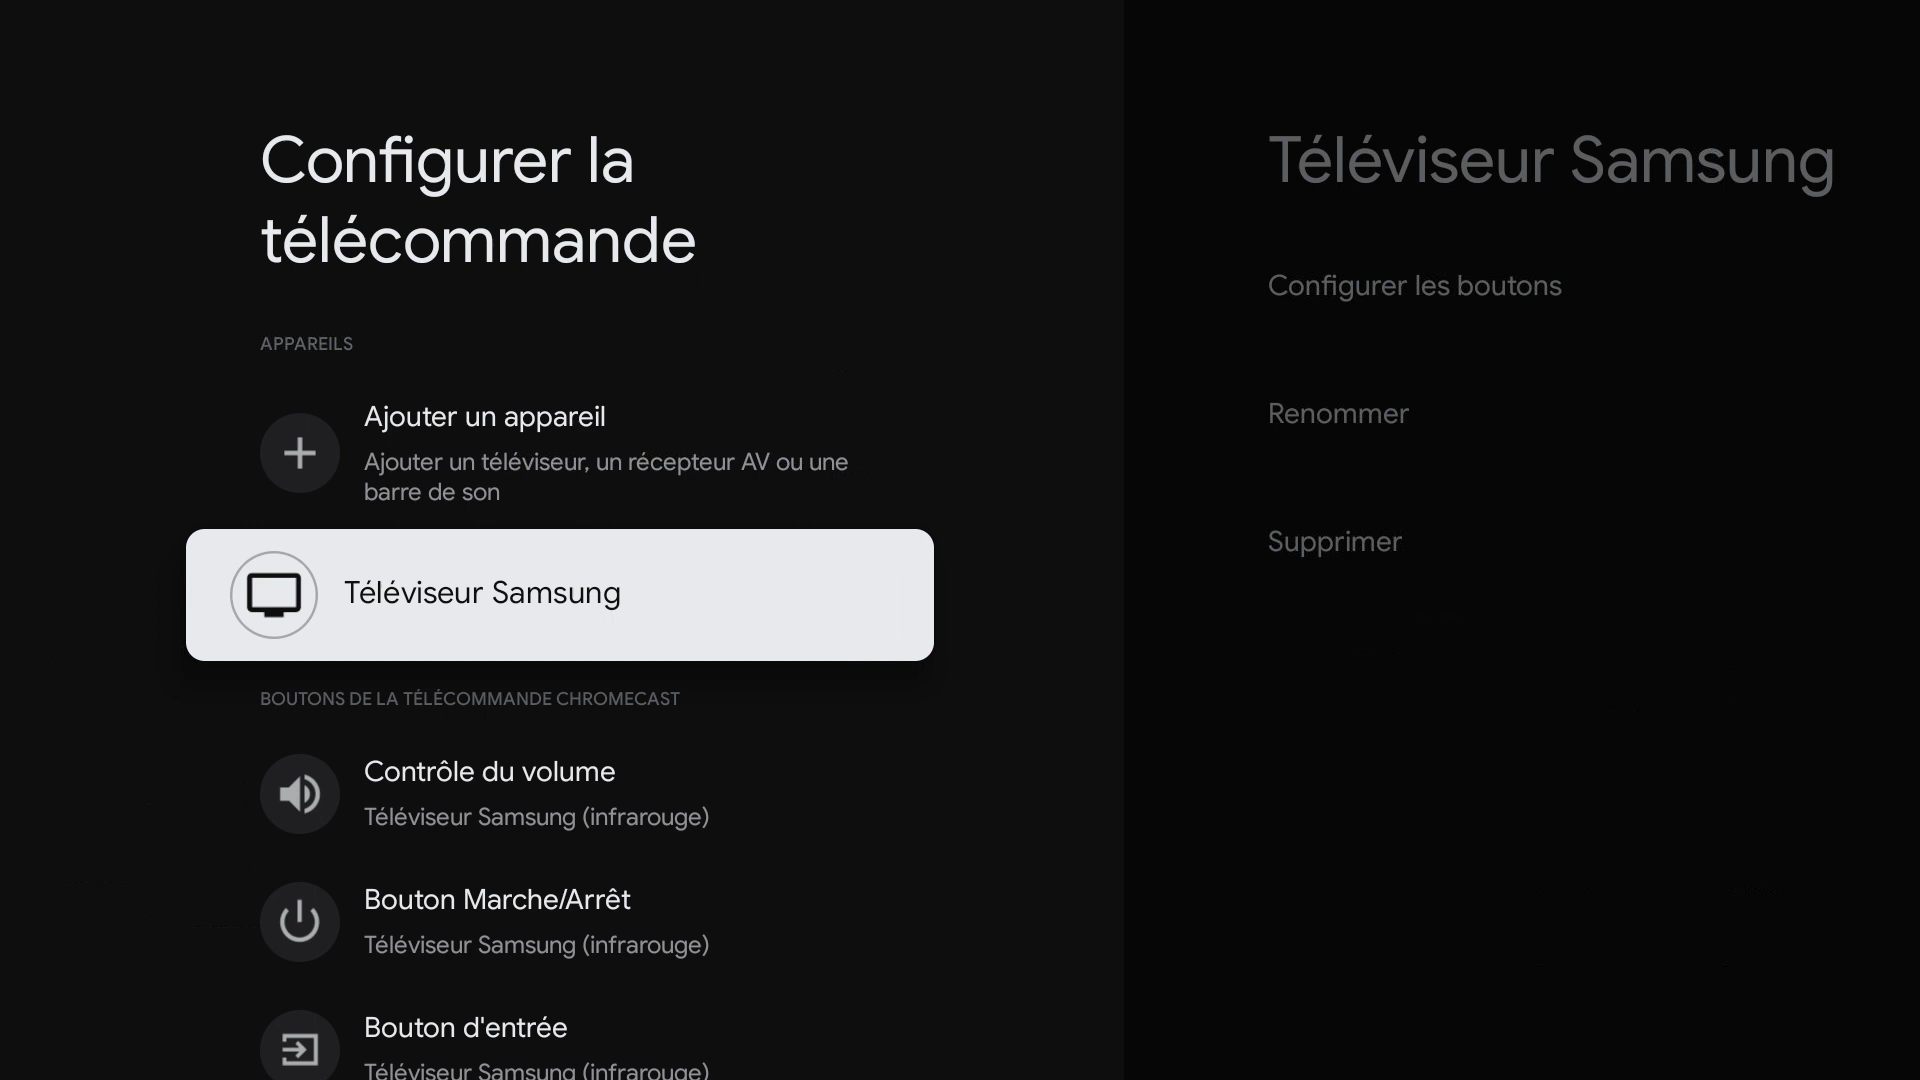 Configurer la
télécommande
APPAREILS
Ajouter un appareil
Ajouter un téléviseur, un récepteur AV ou une
barre de son
Téléviseur Samsung
BOUTONS DE LA TÉLÉCOMMANDE CHROMECAST
Contrôle du volume
Téléviseur Samsung (infrarouge)
Bouton Marche/Arrêt
Téléviseur Samsung (infrarouge)
Bouton d'entrée
Téléviseur Samsung (infrarouge)
Téléviseur Samsung
Configurer les boutons
Renommer
Supprimer